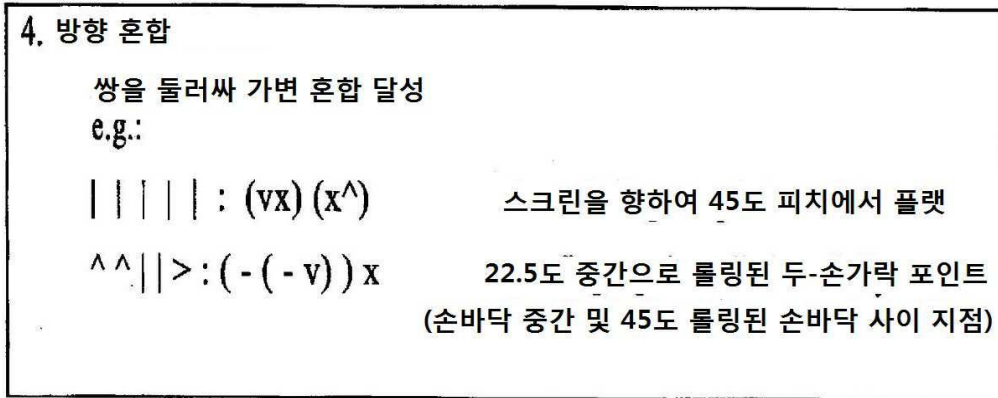 4. 방향 혼합
쌍을 둘러싸 가변 혼합 달성
e.g.:
| | | | | : (vx) (x^) 스크린을 향하여 45도 피치에서 플랫
^ ^ | | > : ( - ( - v) ) x 22.5도 중간으로 롤링된 두-손가락 포인트
(손바닥 중간 및 45도 롤링된 손바닥 사이 지점)